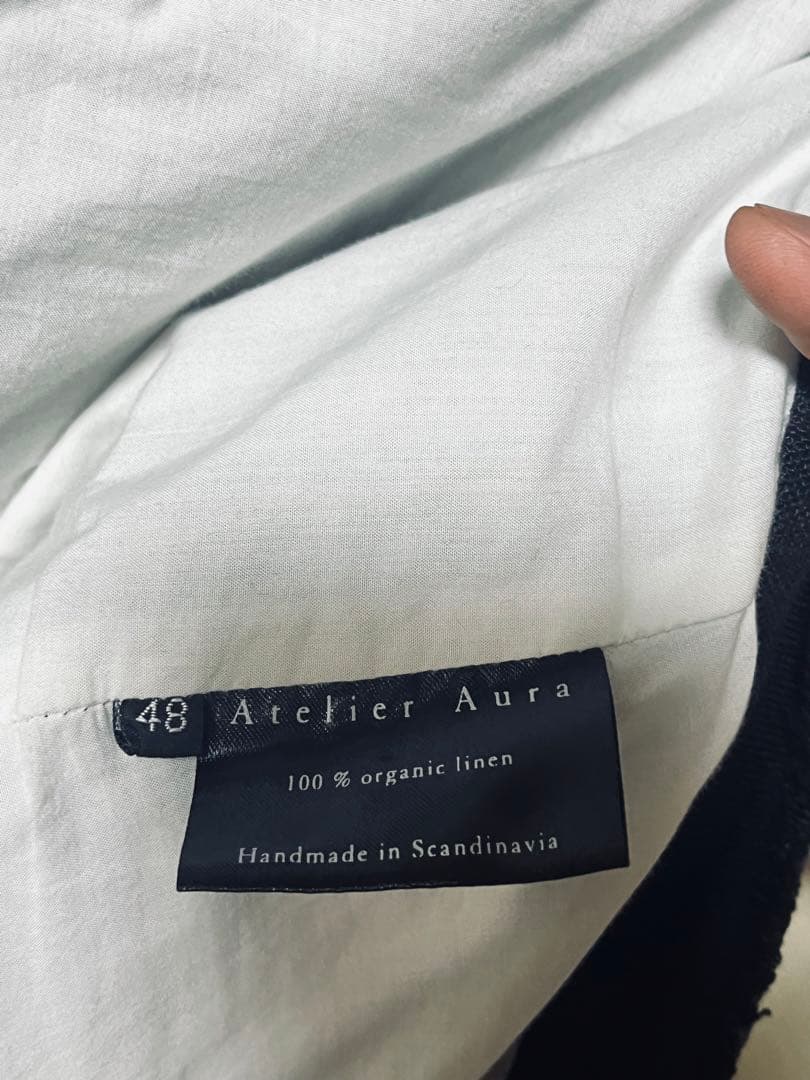 48
Atelier Aura
100 % organic linen
Handmade in Scandinavia